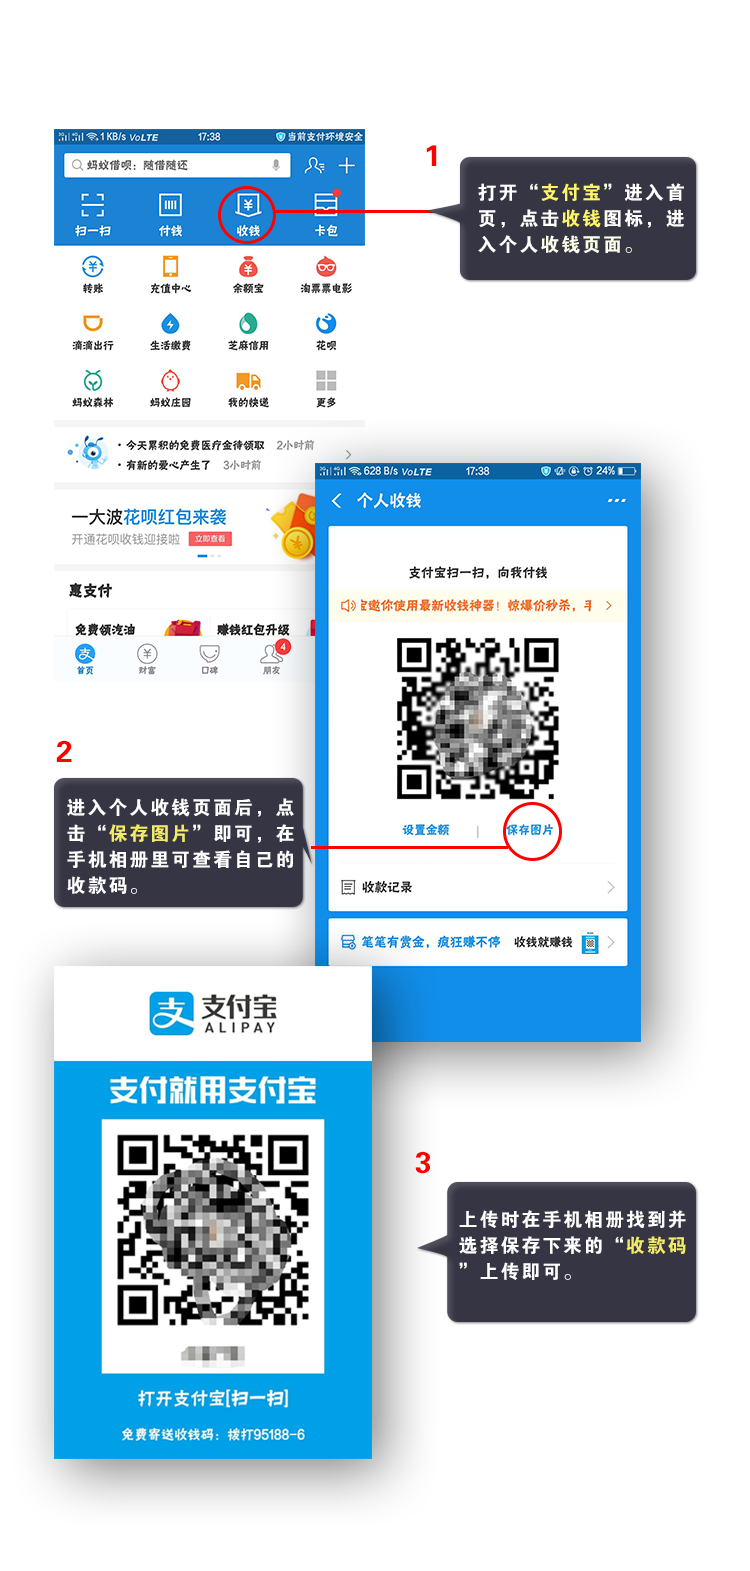 1 KB/s VoLTE 17:38 当前支付环境安全
蚂蚁借呗：随借随还
扫一扫 付钱 收钱 卡包
转账 充值中心 余额宝 淘票票电影
滴滴出行 生活缴费 芝麻信用 花呗
蚂蚁森林 蚂蚁庄园 我的快递 更多
· 今天累积的免费医疗金待领取 2小时前
· 有新的爱心产生了 3小时前
一大波花呗红包来袭
开通花呗收钱迎接啦 立即查看
惠支付
免费领汽油 赚钱红包升级
支 4
首页 财富 口碑 朋友
1
打开“支付宝”进入首
页，点击收钱图标，进
入个人收钱页面。
628 B/s VoLTE 17:38 24%
个人收钱
支付宝扫一扫，向我付钱
邀你使用最新收钱神器！惊爆价秒杀，手
设置金额 | 保存图片
收款记录
笔笔有赏金，疯狂赚不停 收钱就赚钱
2
进入个人收钱页面后，点
击“保存图片”即可，在
手机相册里可查看自己的
收款码。
支 支付宝
ALIPAY
支付就用支付宝
打开支付宝[扫一扫]
免费寄送收钱码：拨打95188-6
3
上传时在手机相册找到并
选择保存下来的“收款码
”上传即可。